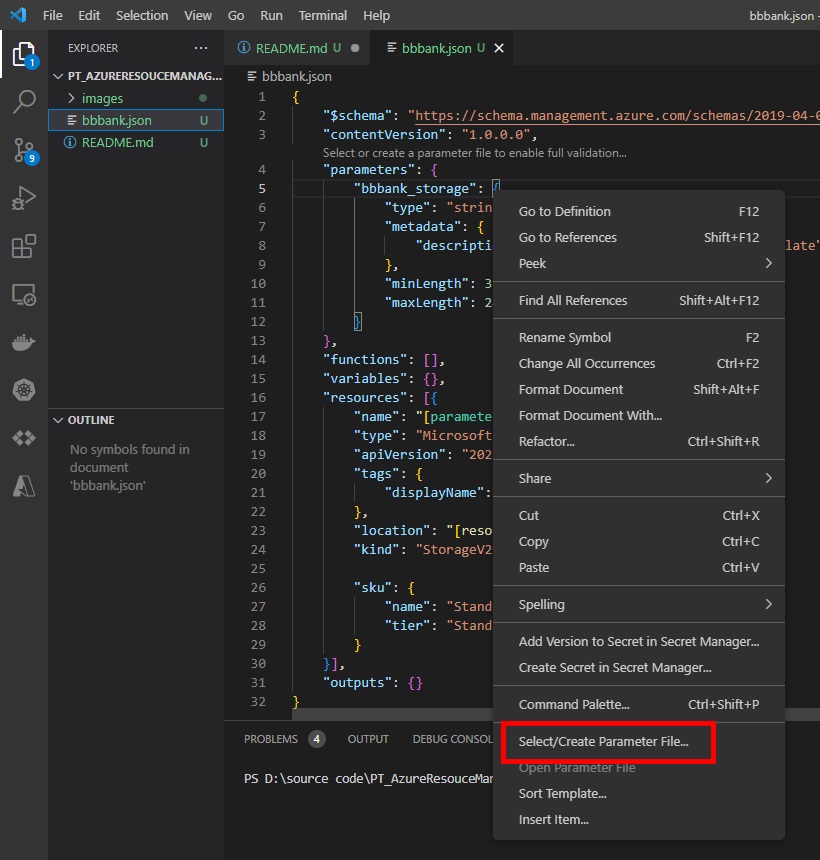 File Edit Selection View Go Run Terminal Help bbbank.json -
EXPLORER ...
README.md U ● bbbank.json U ×
PT_AZURERESOUCEMANAG...
images
bbbank.json U
README.md U
1
9
OUTLINE
No symbols found in
document
'bbbank.json'
bbbank.json
1 {
2 "$schema": "https://schema.management.azure.com/schemas/2019-04-0
3 "contentVersion": "1.0.0.0",
Select or create a parameter file to enable full validation...
4 "parameters": {
5 "bbbank_storage": {
6 "type": "strin
7 "metadata": {
8 "descripti late"
9 },
10 "minLength": 3
11 "maxLength": 2
12 }
13 },
14 "functions": [],
15 "variables": {},
16 "resources": [{
17 "name": "[paramete
18 "type": "Microsoft
19 "apiVersion": "202
20 "tags": {
21 "displayName":
22 },
23 "location": "[reso
24 "kind": "StorageV2
25
26 "sku": {
27 "name": "Stand
28 "tier": "Stand
29 }
30 }],
31 "outputs": {}
32 }
Go to Definition F12
Go to References Shift+F12
Peek
Find All References Shift+Alt+F12
Rename Symbol F2
Change All Occurrences Ctrl+F2
Format Document Shift+Alt+F
Format Document With...
Refactor... Ctrl+Shift+R
Share
Cut Ctrl+X
Copy Ctrl+C
Paste Ctrl+V
Spelling
Add Version to Secret in Secret Manager...
Create Secret in Secret Manager...
Command Palette... Ctrl+Shift+P
Select/Create Parameter File...
Open Parameter File
Sort Template...
Insert Item...
PROBLEMS 4 OUTPUT DEBUG CONSOL
PS D:\source code\PT_AzureResouceMan